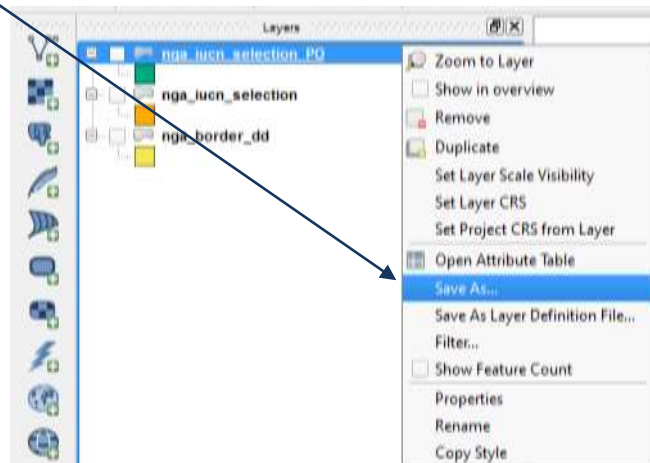 Layers
nga_iucn_selection_PO
nga_iucn_selection
nga_border_dd
Zoom to Layer
Show in overview
Remove
Duplicate
Set Layer Scale Visibility
Set Layer CRS
Set Project CRS from Layer
Open Attribute Table
Save As...
Save As Layer Definition File...
Filter...
Show Feature Count
Properties
Rename
Copy Style